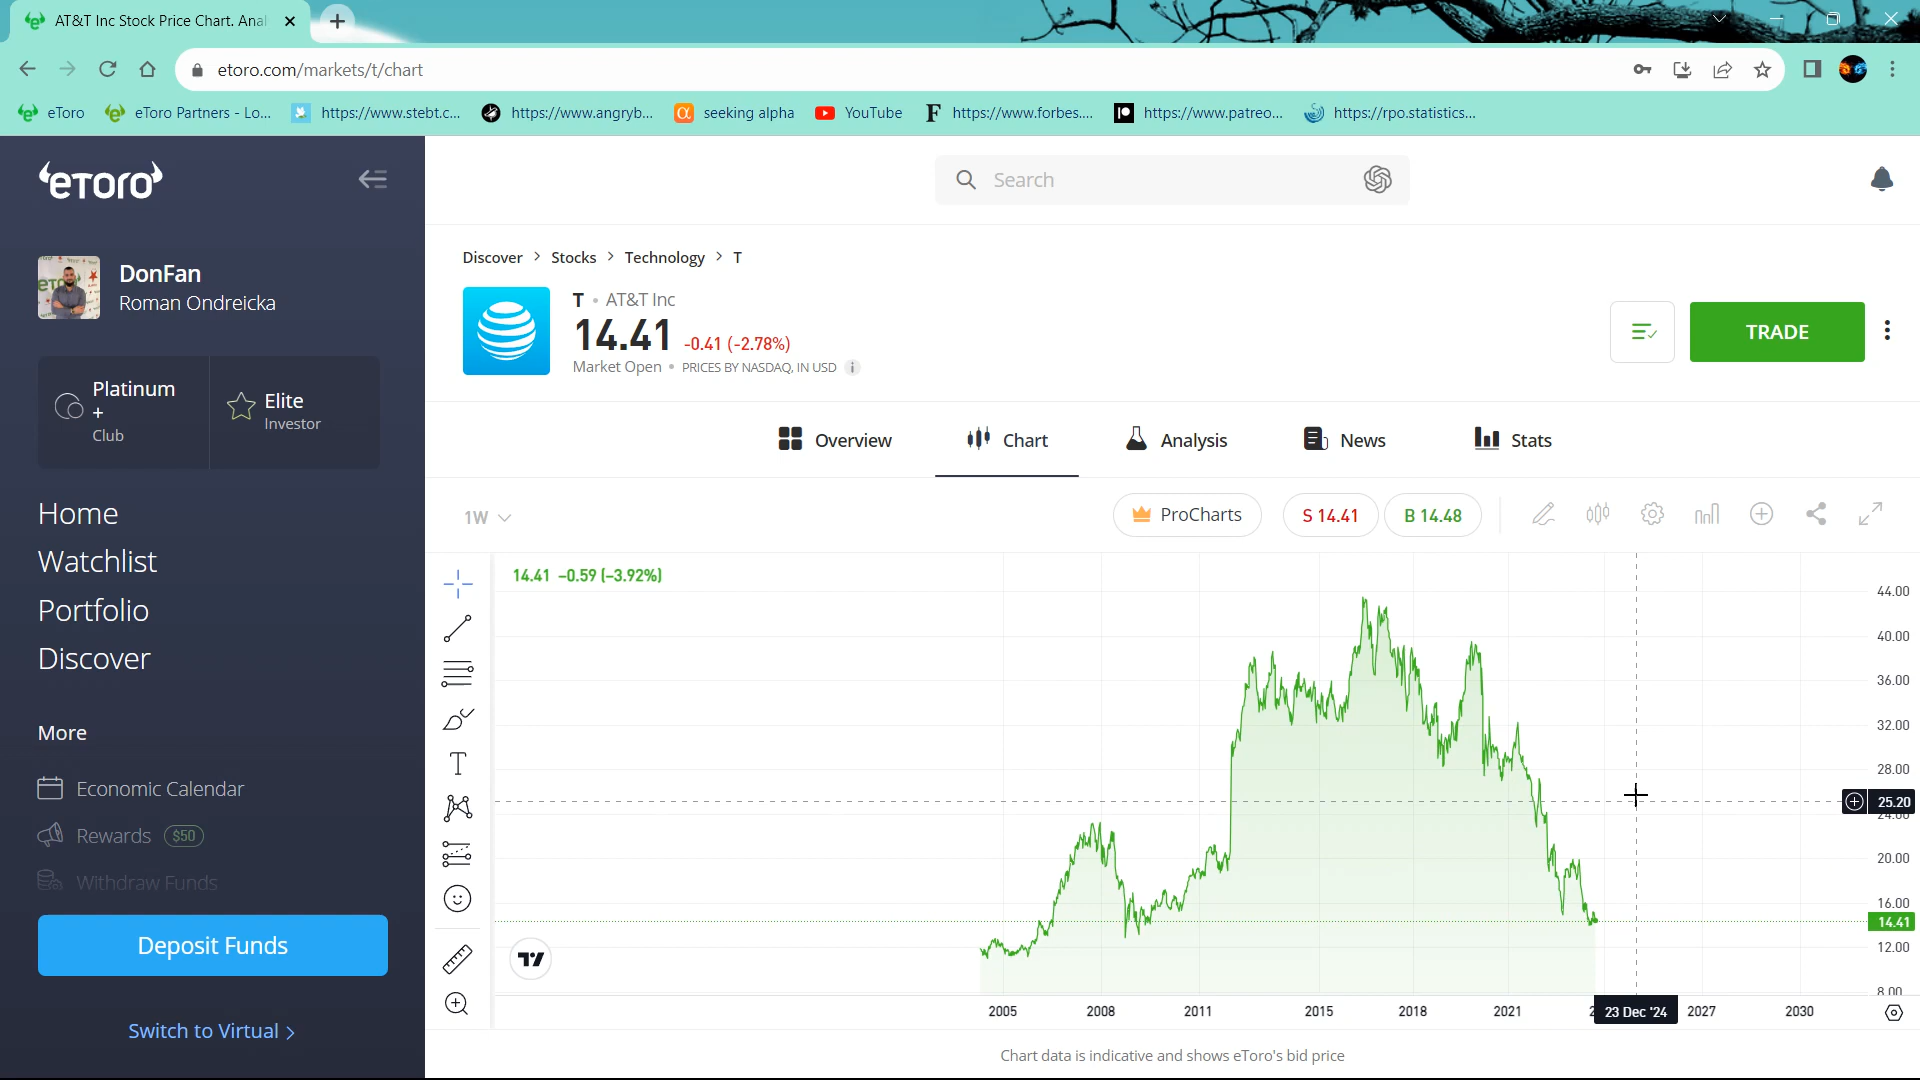 AT&T Inc Stock Price Chart. Anal
etoro.com/markets/t/chart
eToro
eToro Partners - Lo...
https://www.stebt.c...
https://www.angryb...
seeking alpha
YouTube
https://www.forbes....
https://www.patreo...
https://rpo.statistics...
eToro
Search
DonFan
Roman Ondreicka
Platinum
+
Club
Elite
Investor
Home
Watchlist
Portfolio
Discover
More
Economic Calendar
Rewards $50
Withdraw Funds
Deposit Funds
Switch to Virtual >
Discover > Stocks > Technology > T
T • AT&T Inc
14.41 -0.41 (-2.78%)
Market Open • PRICES BY NASDAQ, IN USD i
TRADE
Overview
Chart
Analysis
News
Stats
1W
ProCharts
S 14.41
B 14.48
14.41 −0.59 (−3.92%)
44.00
40.00
36.00
32.00
28.00
25.20
24.00
20.00
16.00
14.41
12.00
8.00
2005
2008
2011
2015
2018
2021
23 Dec '24
2027
2030
Chart data is indicative and shows eToro's bid price